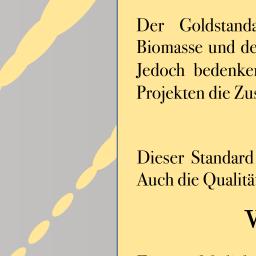 Der Goldstanda
Biomasse und de
Jedoch bedenke
Projekten die Zus
Dieser Standard
Auch die Qualitä